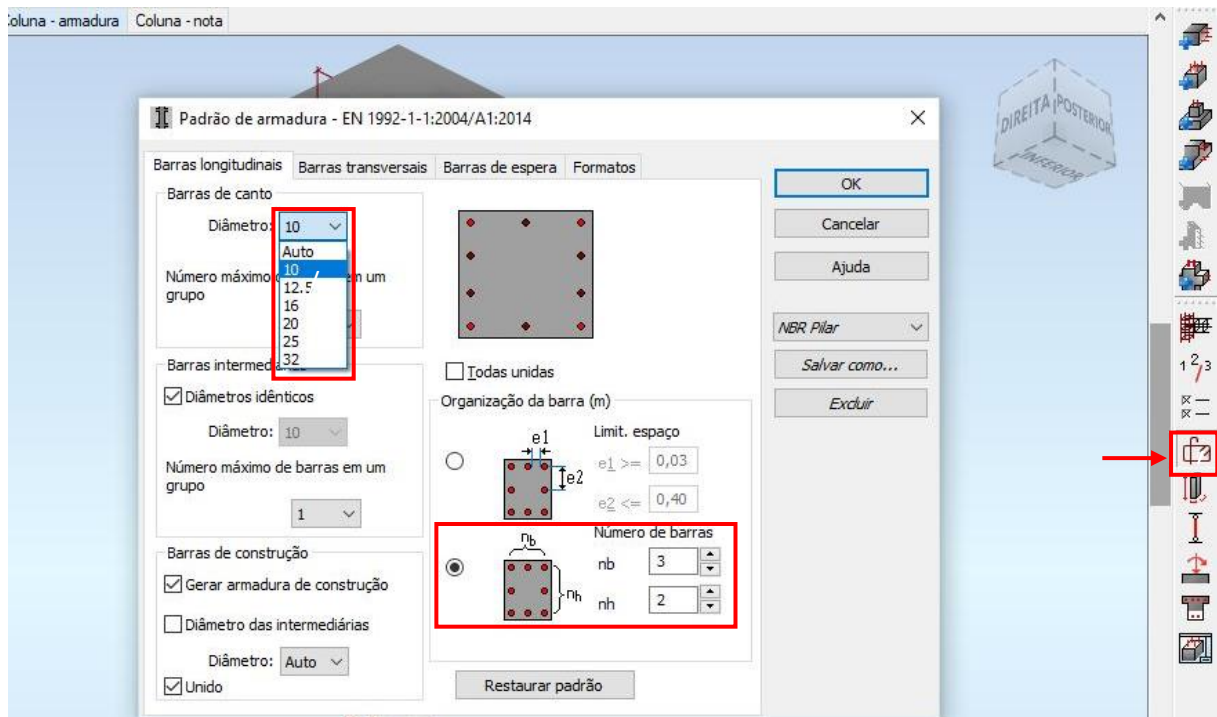 Coluna - armadura Coluna - nota
Padrão de armadura - EN 1992-1-1:2004/A1:2014
Barras longitudinais Barras transversais Barras de espera Formatos
Barras de canto
Diâmetro: 10
Auto
10
12.5
16
20
25
32
Número máximo em um
grupo
Barras intermediá
Diâmetros idênticos
Diâmetro: 10
Número máximo de barras em um
grupo
1
Barras de construção
Gerar armadura de construção
Diâmetro das intermediárias
Diâmetro: Auto
Unido
Todas unidas
Organização da barra (m)
e1
e2
Limit. espaço
e1 >= 0,03
e2 <= 0,40
nb
nh
Número de barras
nb 3
nh 2
Restaurar padrão
OK
Cancelar
Ajuda
NBR Pilar
Salvar como...
Excluir
DIREITA POSTERIOR
INFERIOR
1 2/3